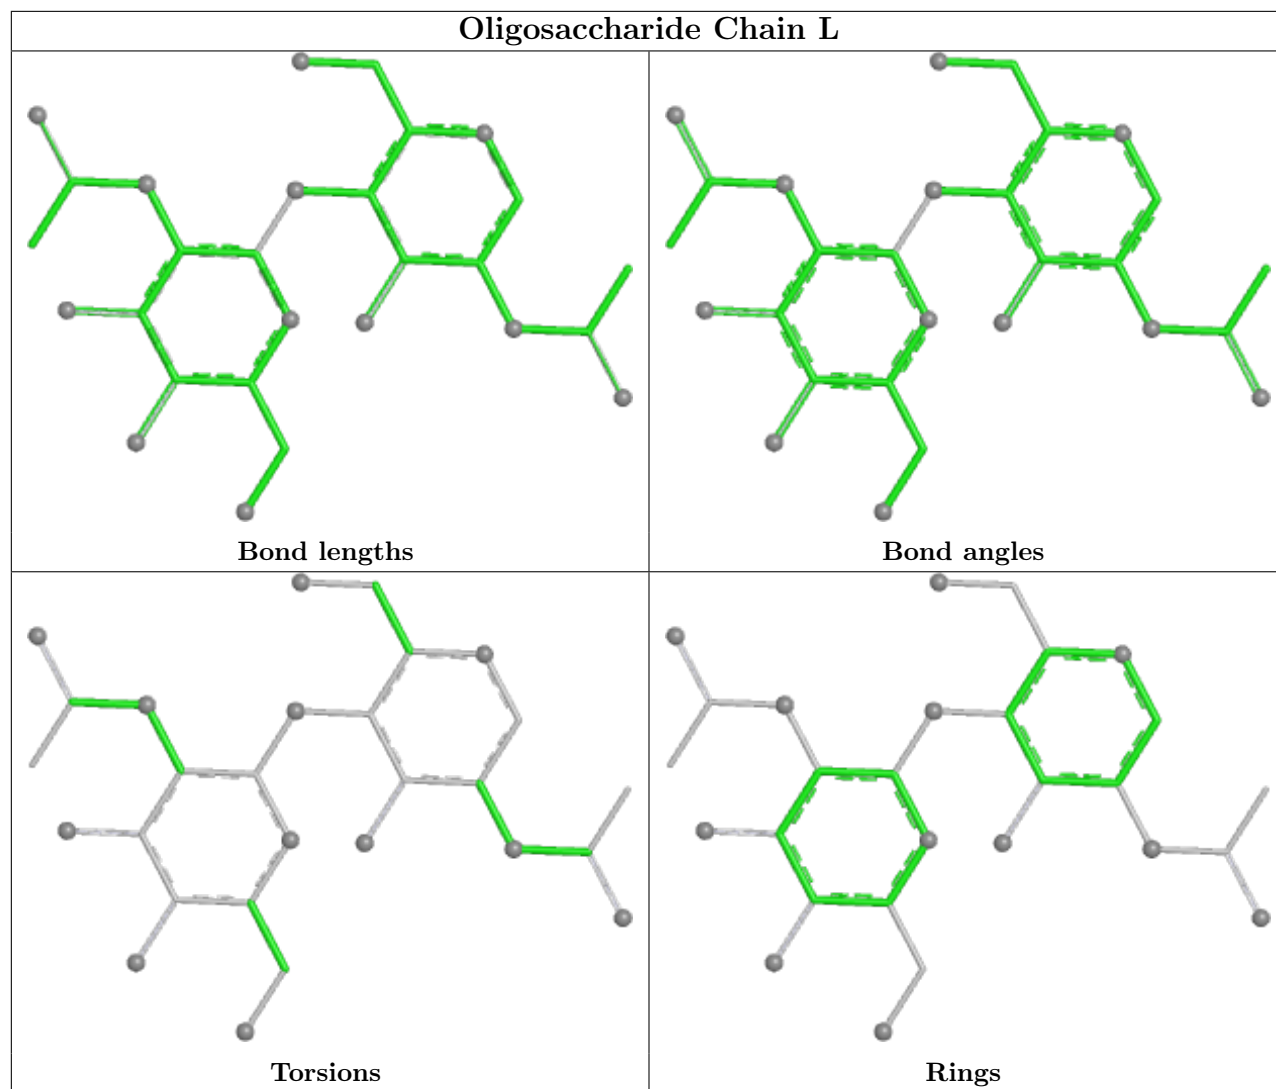 Oligosaccharide Chain L
Bond lengths
Bond angles
Torsions
Rings